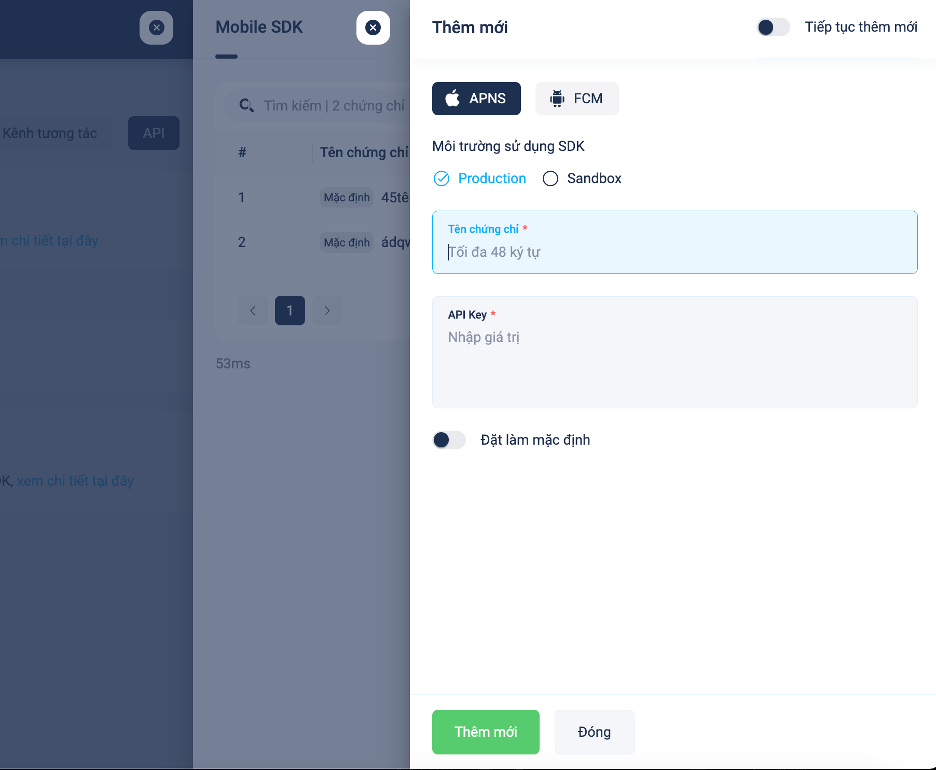 Mobile SDK
Thêm mới
Tiếp tục thêm mới
APNS
FCM
Kênh tương tác
API
Tìm kiếm | 2 chứng chỉ
#
Tên chứng chỉ
Môi trường sử dụng SDK
Production
Sandbox
1
Mặc định
45tê
2
Mặc định
ádqw
chi tiết tại đây
Tên chứng chỉ *
Tối đa 48 ký tự
1
API Key *
Nhập giá trị
53ms
Đặt làm mặc định
xem chi tiết tại đây
Thêm mới
Đóng